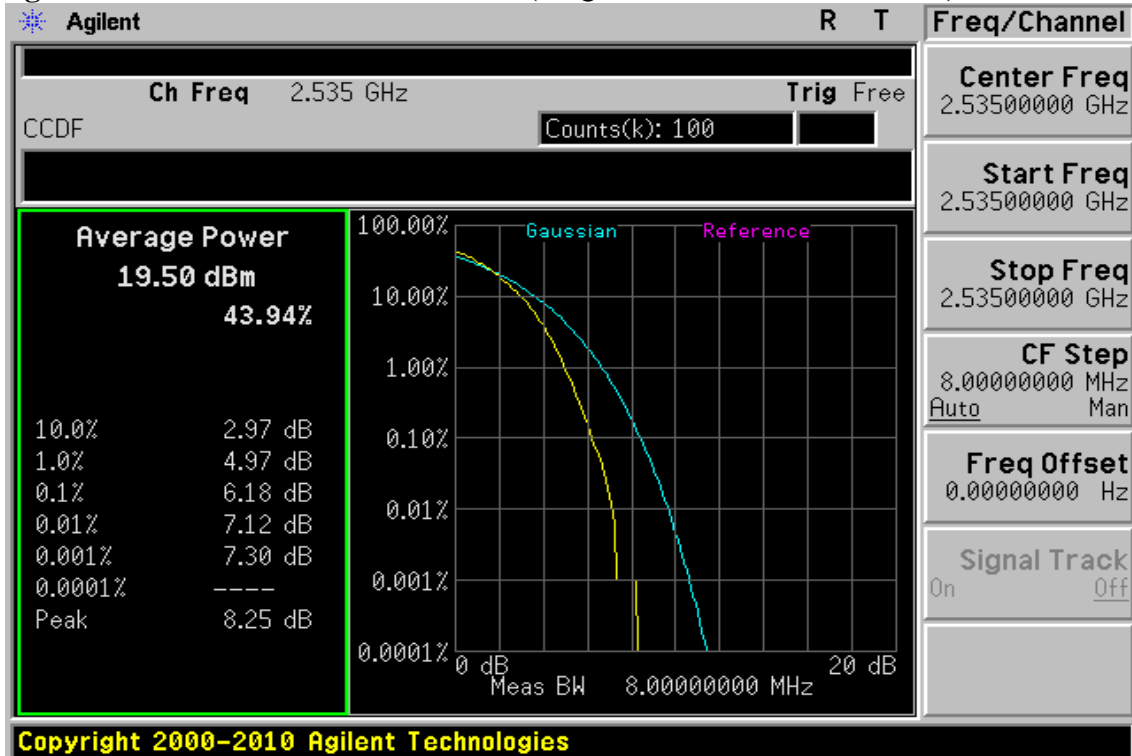 Agilent R T Freq/Channel
Ch Freq 2.535 GHz Trig Free
CCDF Counts(k): 100
Average Power
19.50 dBm
43.94%
10.0% 2.97 dB
1.0% 4.97 dB
0.1% 6.18 dB
0.01% 7.12 dB
0.001% 7.30 dB
0.0001% ----
Peak 8.25 dB
Gaussian Reference
100.00%
10.00%
1.00%
0.10%
0.01%
0.001%
0.0001%
0 dB 20 dB
Meas BW 8.00000000 MHz
Center Freq
2.53500000 GHz
Start Freq
2.53500000 GHz
Stop Freq
2.53500000 GHz
CF Step
8.00000000 MHz
Auto Man
Freq Offset
0.00000000 Hz
Signal Track
On Off
Copyright 2000-2010 Agilent Technologies